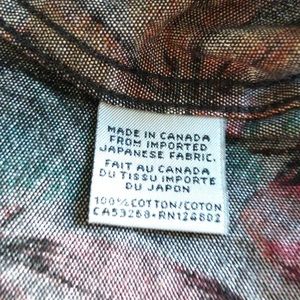 MADE IN CANADA
FROM IMPORTED
JAPANESE FABRIC.
FAIT AU CANADA
DU TISSU IMPORTE
DU JAPON
100% COTTON/COTON
CA53268•RN124802